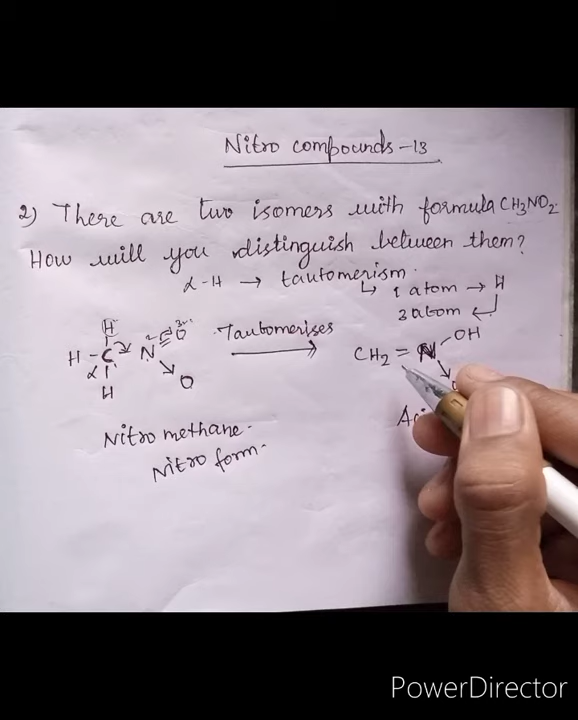 Nitro compounds-13
2) There are two isomers with formula CH3NO2.
How will you distinguish between them?
α-H → tautomerism.
↳ 1 atom → H
3 atom ↵
H
H - C N = O
α
H
O
Tautomerises
CH2 = N - OH
Nitro methane.
Nitro form.
PowerDirector